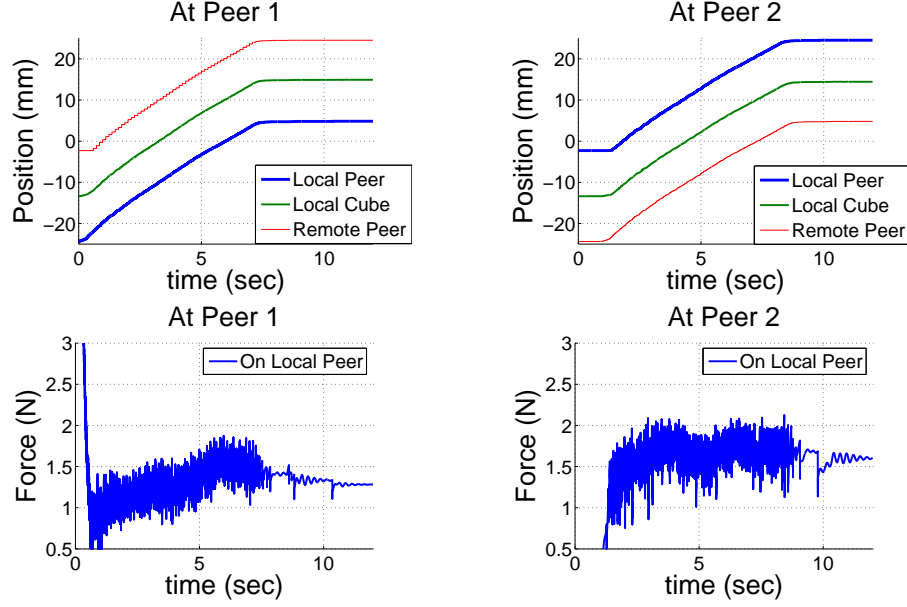 At Peer 1
Position (mm)
20
10
0
−10
−20
Local Peer
Local Cube
Remote Peer
0
5
10
time (sec)
At Peer 2
Position (mm)
20
10
0
−10
−20
Local Peer
Local Cube
Remote Peer
0
5
10
time (sec)
At Peer 1
Force (N)
3
2.5
2
1.5
1
0.5
On Local Peer
0
5
10
time (sec)
At Peer 2
Force (N)
3
2.5
2
1.5
1
0.5
On Local Peer
0
5
10
time (sec)